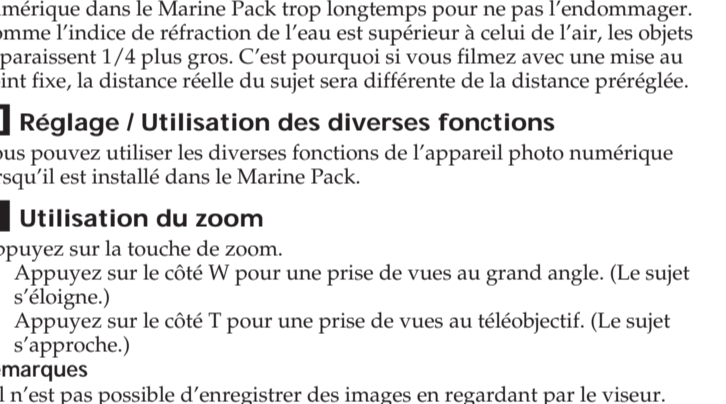 mérique dans le Marine Pack trop longtemps pour ne pas l’endommager.
omme l’indice de réfraction de l’eau est supérieur à celui de l’air, les objets
paraissent 1/4 plus gros. C’est pourquoi si vous filmez avec une mise au
int fixe, la distance réelle du sujet sera différente de la distance préréglée.
Réglage / Utilisation des diverses fonctions
ous pouvez utiliser les diverses fonctions de l’appareil photo numérique
rsqu’il est installé dans le Marine Pack.
Utilisation du zoom
ppuyez sur la touche de zoom.
Appuyez sur le côté W pour une prise de vues au grand angle. (Le sujet
s’éloigne.)
Appuyez sur le côté T pour une prise de vues au téléobjectif. (Le sujet
s’approche.)
marques
l n’est pas possible d’enregistrer des images en regardant par le viseur.